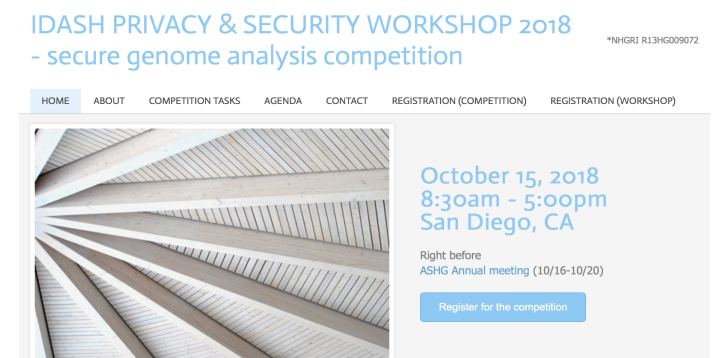 IDASH PRIVACY & SECURITY WORKSHOP 2018
- secure genome analysis competition
*NHGRI R13HG009072
HOME ABOUT COMPETITION TASKS AGENDA CONTACT REGISTRATION (COMPETITION) REGISTRATION (WORKSHOP)
October 15, 2018
8:30am - 5:00pm
San Diego, CA
Right before
ASHG Annual meeting (10/16-10/20)
Register for the competition